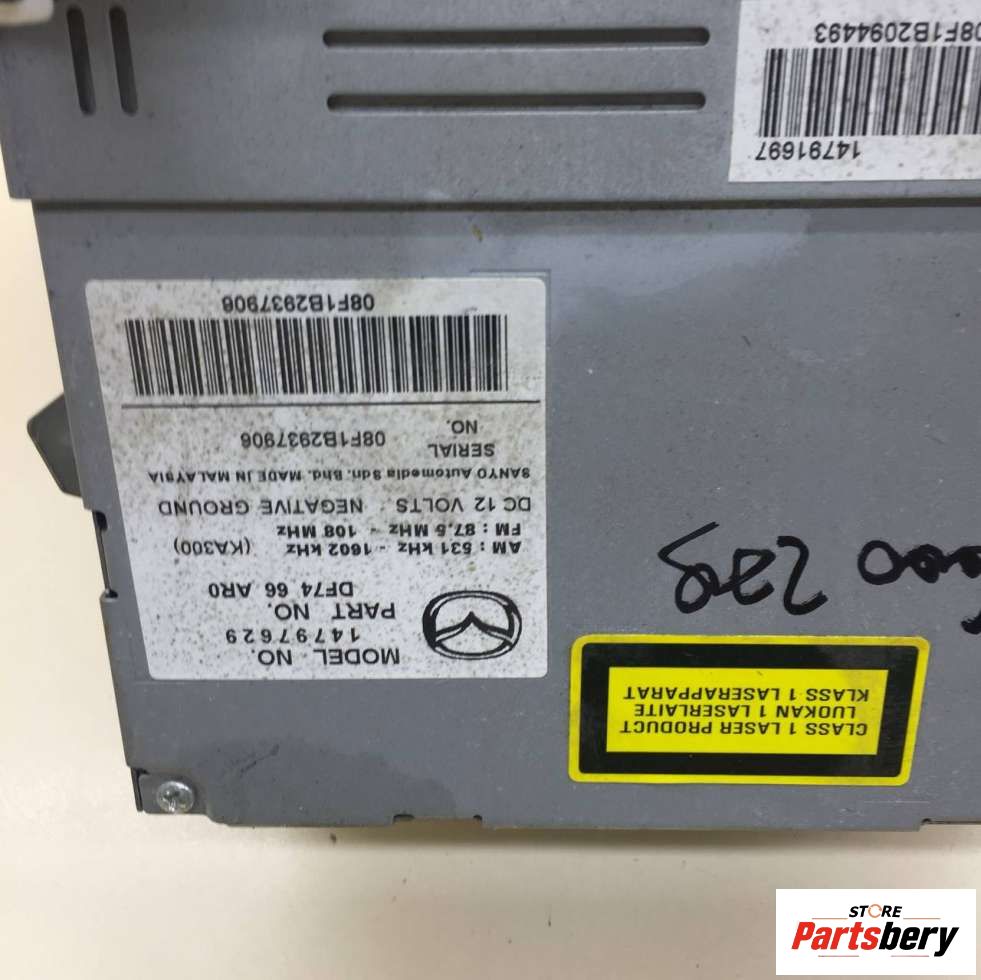 MODEL NO.
14797629
PART NO.
DF74 66 AR0
AM : 531 kHz - 1602 kHz (KA300)
FM : 87.5 MHz - 108 MHz
DC 12 VOLTS NEGATIVE GROUND
SANYO Automedia Sdn. Bhd. MADE IN MALAYSIA
SERIAL NO. 08F1B2937906
08F1B2937906
CLASS 1 LASER PRODUCT
LUOKAN 1 LASERLAITE
KLASS 1 LASERAPPARAT
14791697
08F1B2094493
STORE
Partsbery